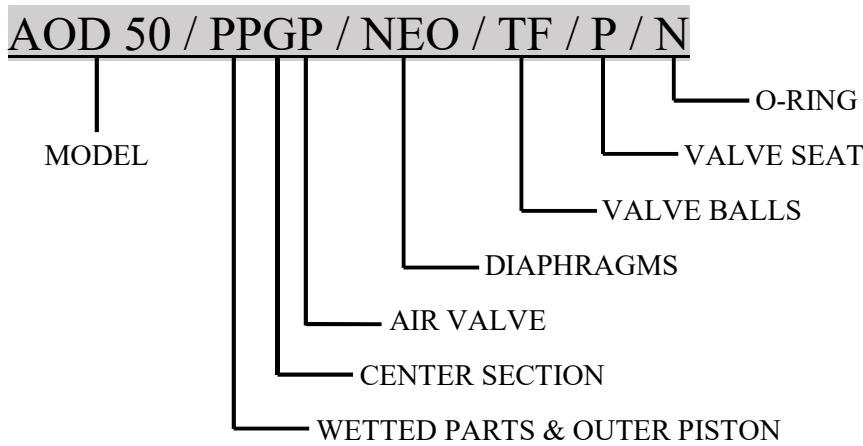 AOD 50 / PPGP / NEO / TF / P / N
O-RING
MODEL
VALVE SEAT
VALVE BALLS
DIAPHRAGMS
AIR VALVE
CENTER SECTION
WETTED PARTS & OUTER PISTON